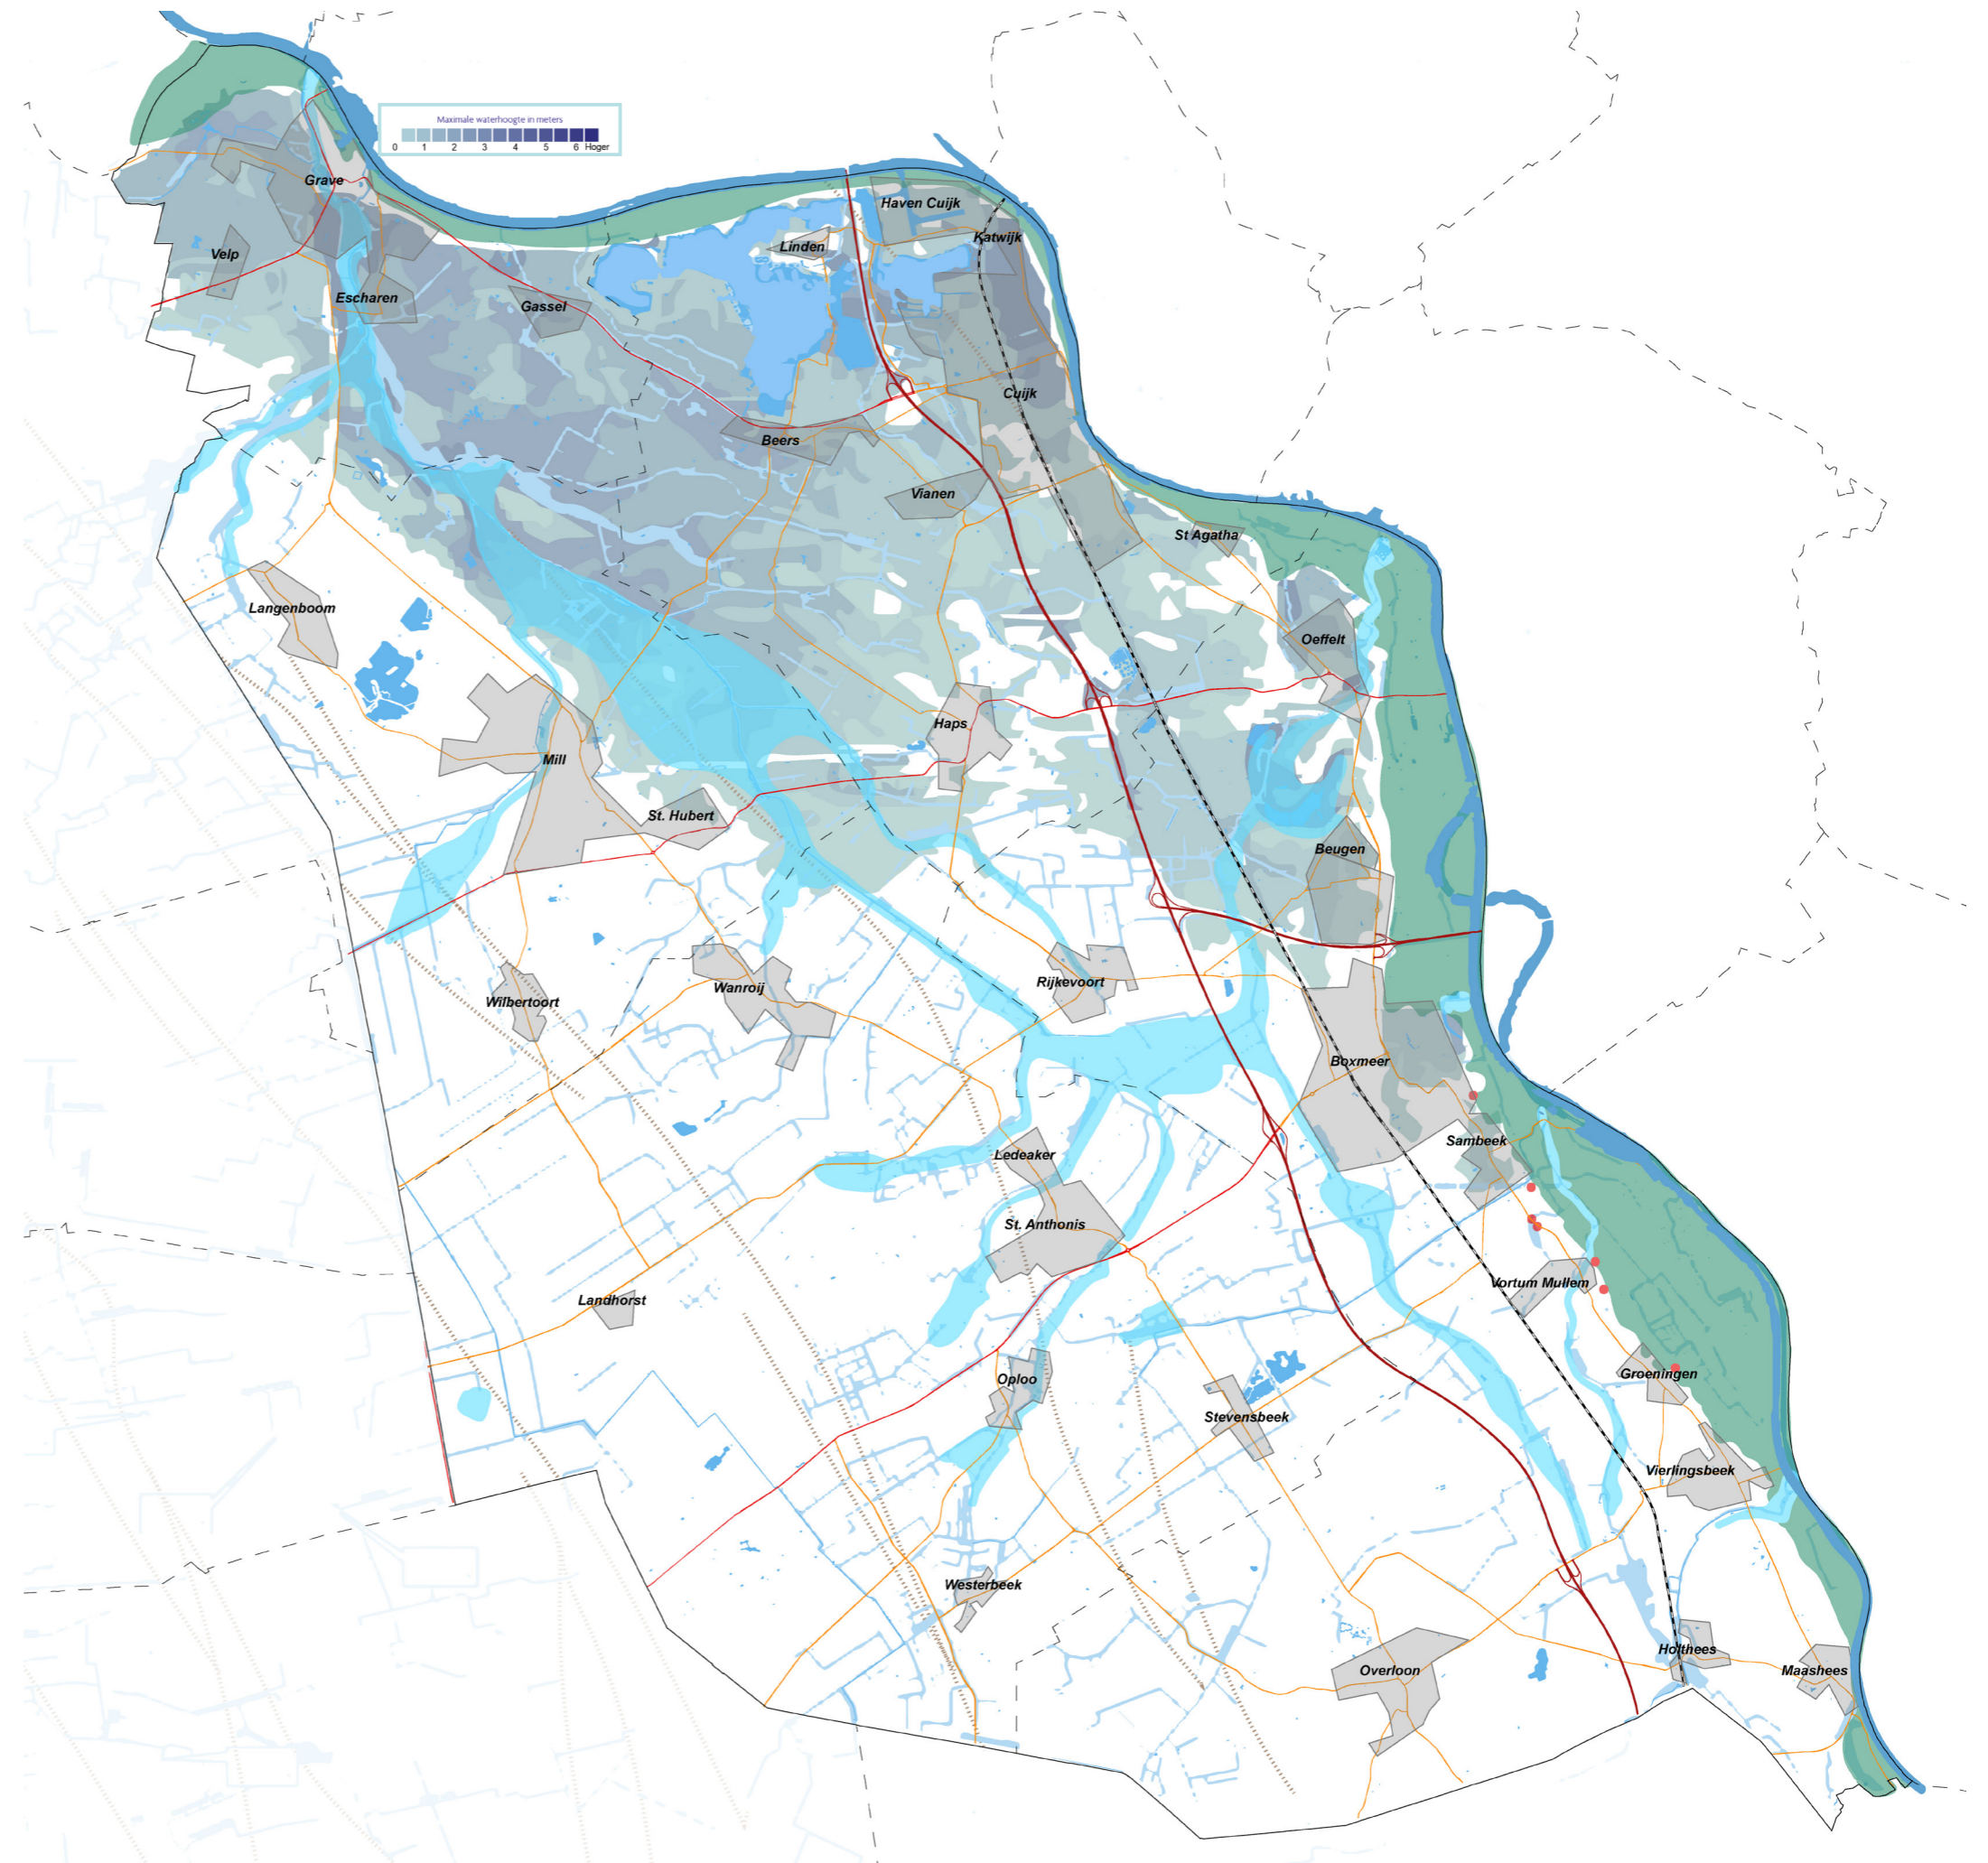 Maximale waterhoogte in meters
0 1 2 3 4 5 6 Hoger
Grave
Haven Cuijk
Katwijk
Linden
Velp
Escharen
Gassel
Cuijk
Beers
Vianen
St Agatha
Langenboom
Oeffelt
Haps
Mill
St. Hubert
Beugen
Rijkevoort
Wanroij
Wilbertoort
Boxmeer
Sambeek
Ledeaker
St. Anthonis
Vortum Mullem
Landhorst
Groeningen
Oploo
Stevensbeek
Vierlingsbeek
Westerbeek
Holthees
Overloon
Maashees